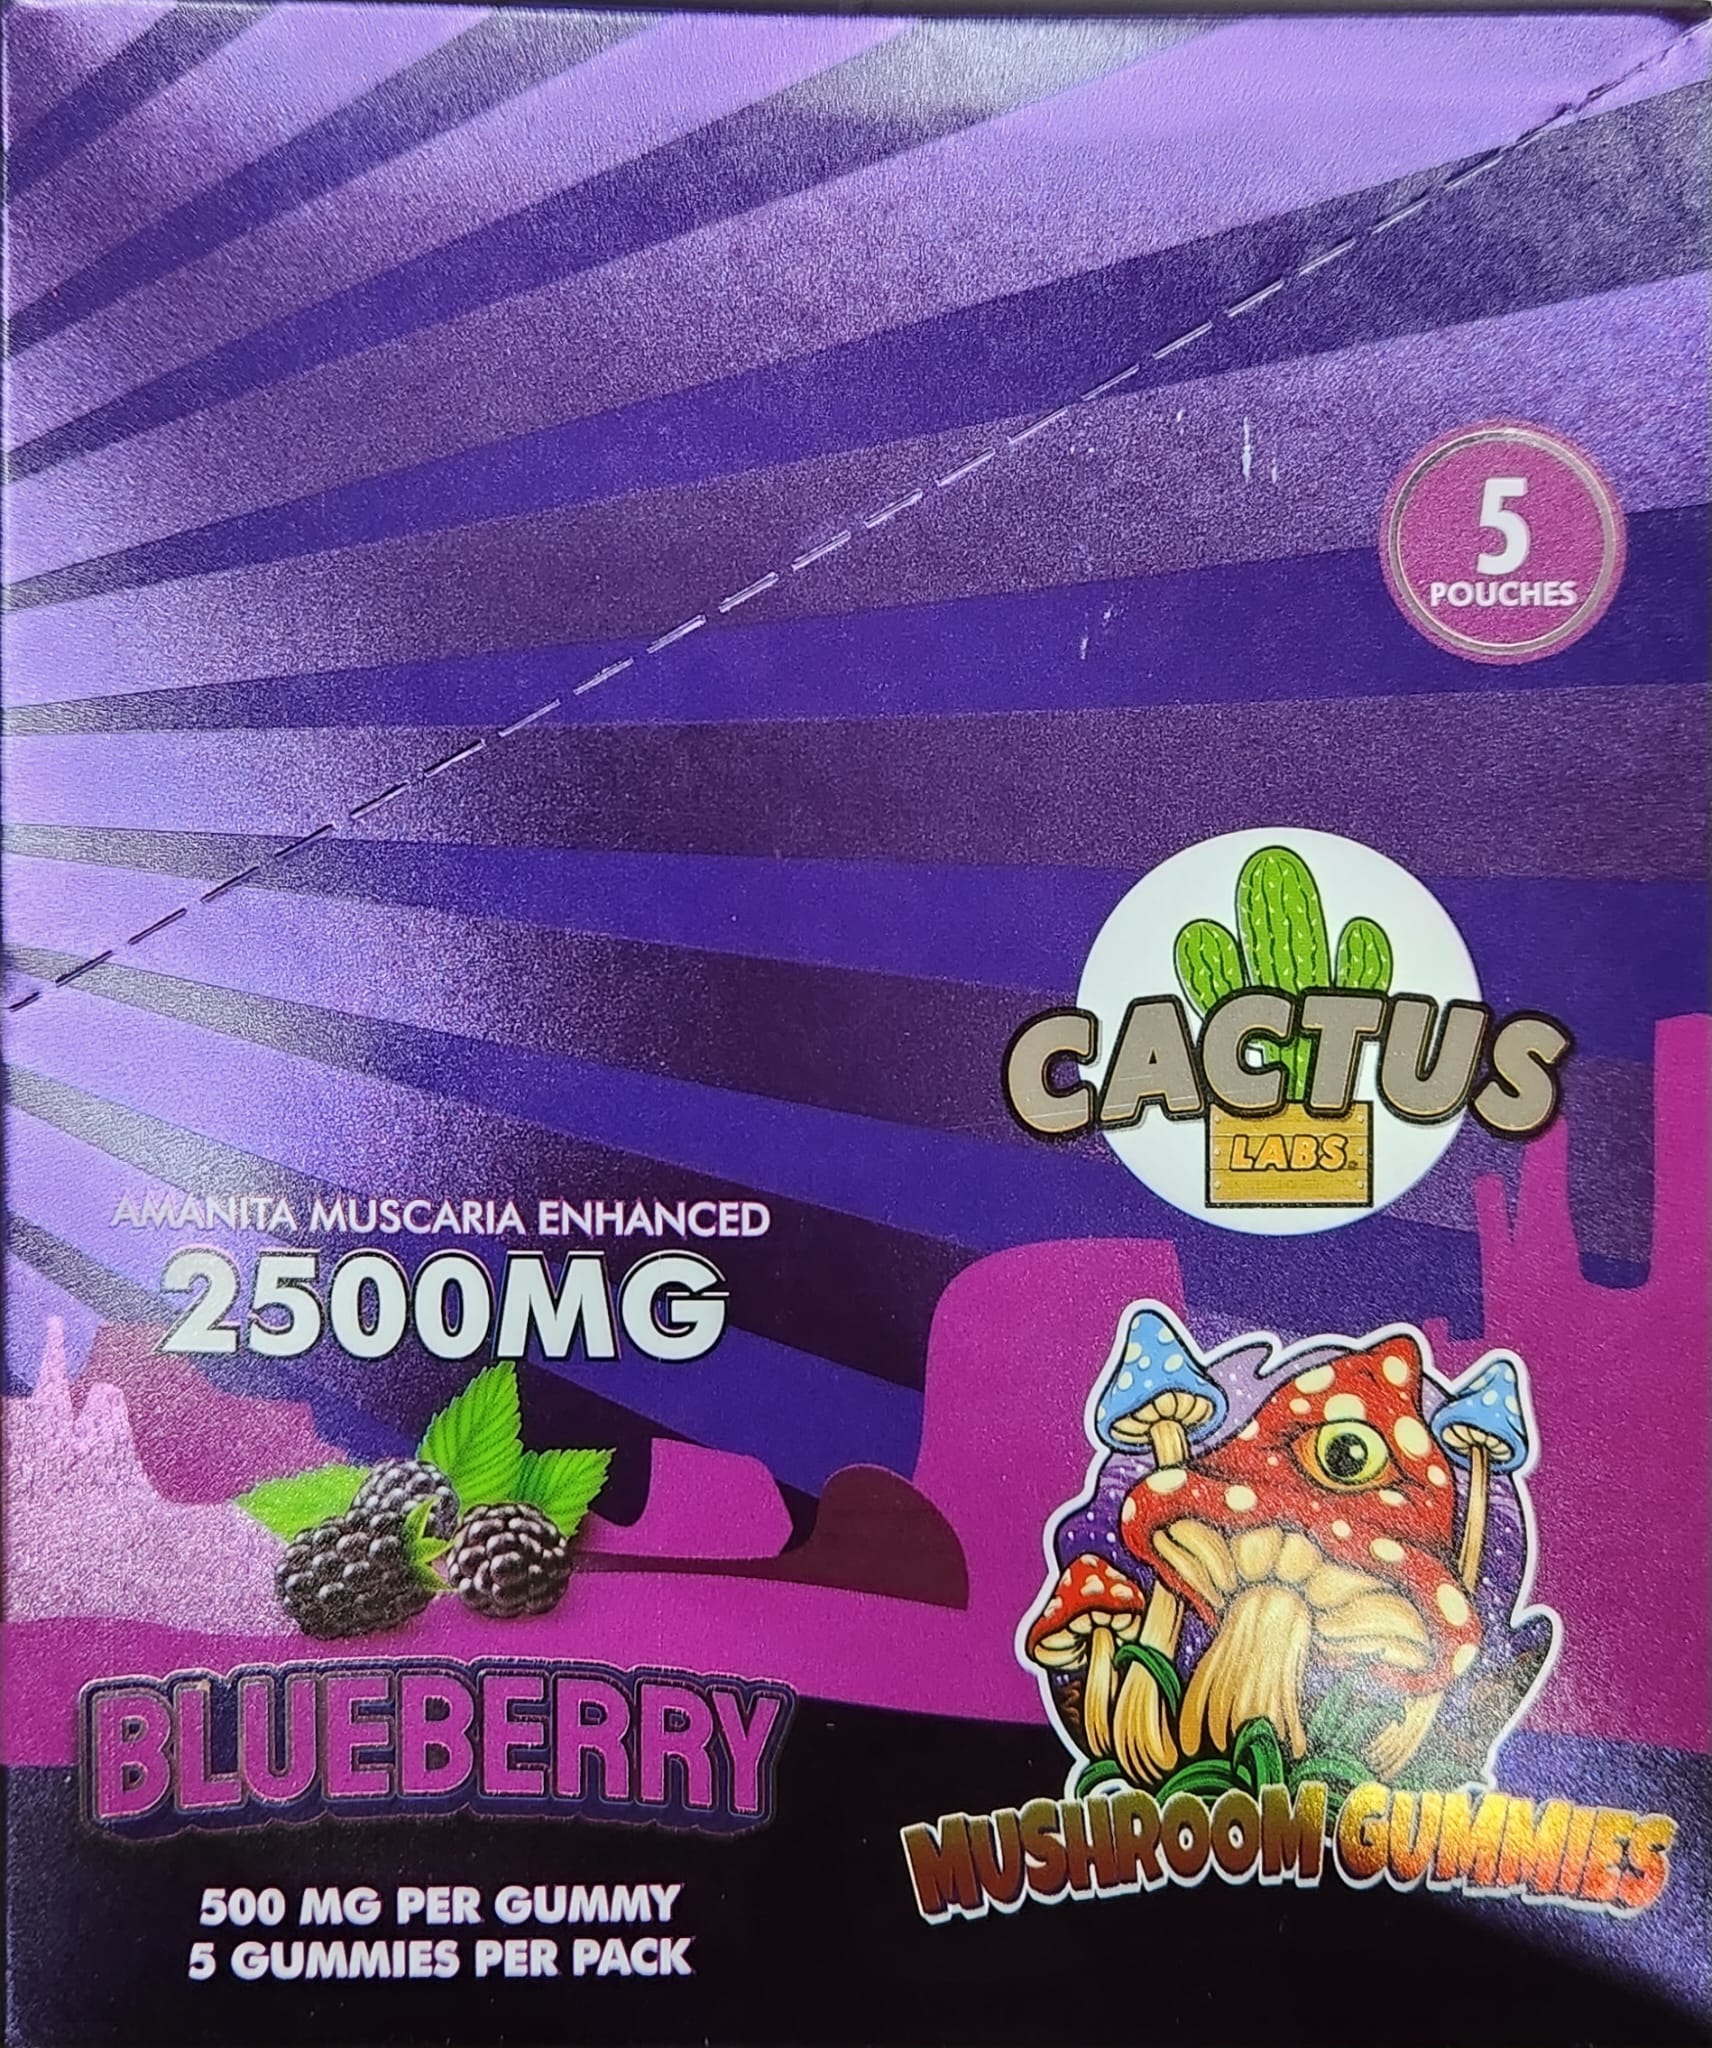 5
POUCHES
CACTUS
LABS
AMANITA MUSCARIA ENHANCED
2500MG
BLUEBERRY
500 MG PER GUMMY
5 GUMMIES PER PACK
MUSHROOM GUMMIES